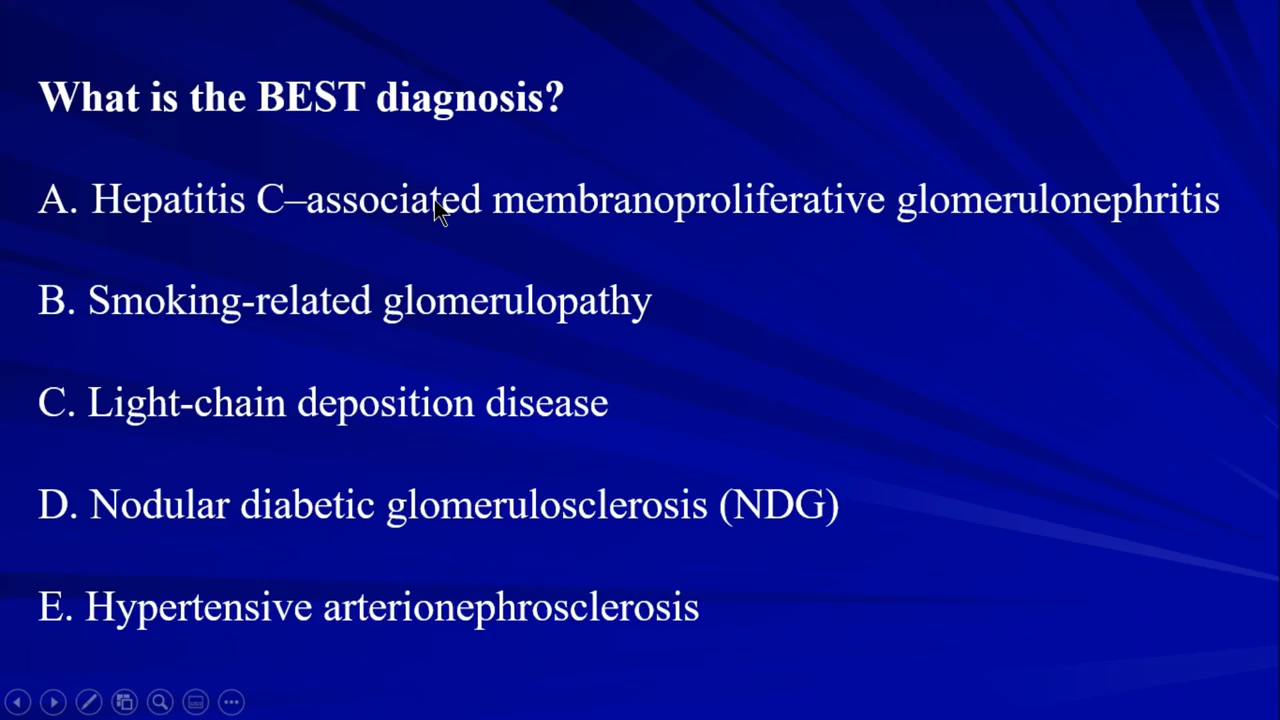 What is the BEST diagnosis?
A. Hepatitis C–associated membranoproliferative glomerulonephritis
B. Smoking-related glomerulopathy
C. Light-chain deposition disease
D. Nodular diabetic glomerulosclerosis (NDG)
E. Hypertensive arterionephrosclerosis